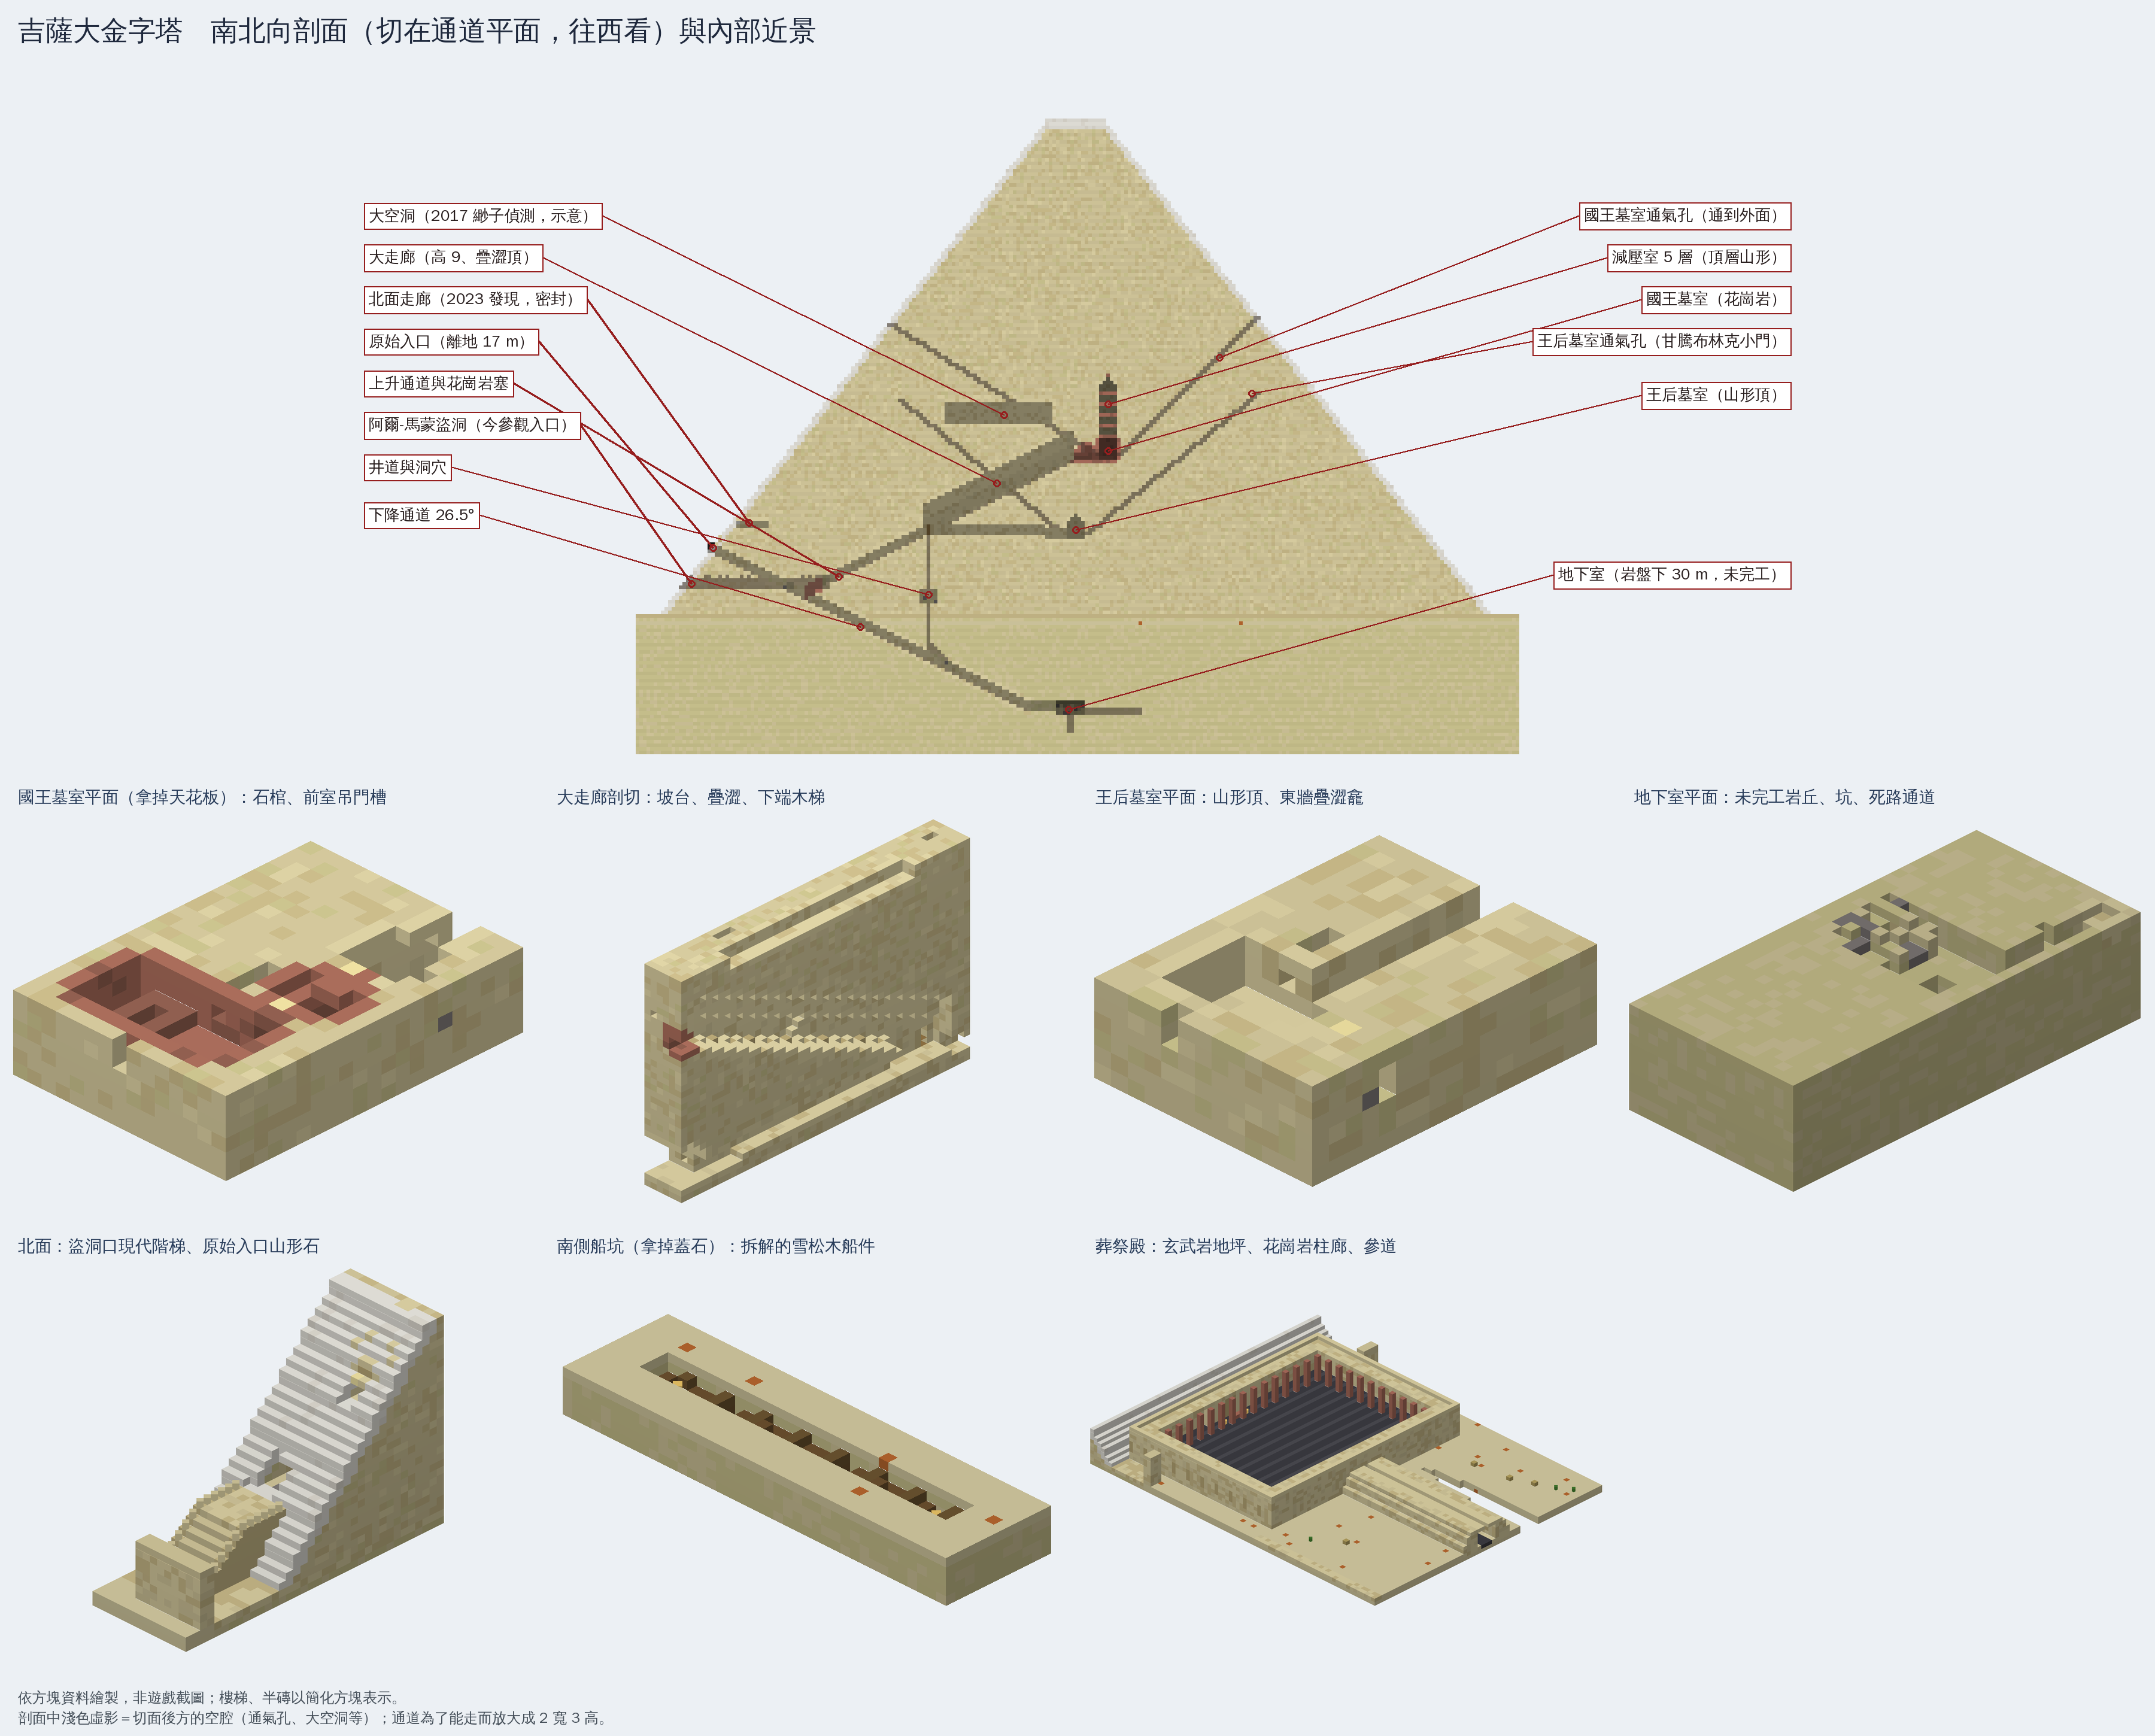 吉薩大金字塔　南北向剖面（切在通道平面，往西看）與內部近景
大空洞（2017 緲子偵測，示意）
大走廊（高 9、疊澀頂）
北面走廊（2023 發現，密封）
原始入口（離地 17 m）
上升通道與花崗岩塞
阿爾-馬蒙盜洞（今參觀入口）
井道與洞穴
下降通道 26.5°
國王墓室通氣孔（通到外面）
減壓室 5 層（頂層山形）
國王墓室（花崗岩）
王后墓室通氣孔（甘騰布林克小門）
王后墓室（山形頂）
地下室（岩盤下 30 m，未完工）
國王墓室平面（拿掉天花板）：石棺、前室吊門槽
大走廊剖切：坡台、疊澀、下端木梯
王后墓室平面：山形頂、東牆疊澀龕
地下室平面：未完工岩丘、坑、死路通道
北面：盜洞口現代階梯、原始入口山形石
南側船坑（拿掉蓋石）：拆解的雪松木船件
葬祭殿：玄武岩地坪、花崗岩柱廊、參道
依方塊資料繪製，非遊戲截圖；樓梯、半磚以簡化方塊表示。
剖面中淺色虛影＝切面後方的空腔（通氣孔、大空洞等）；通道為了能走而放大成 2 寬 3 高。